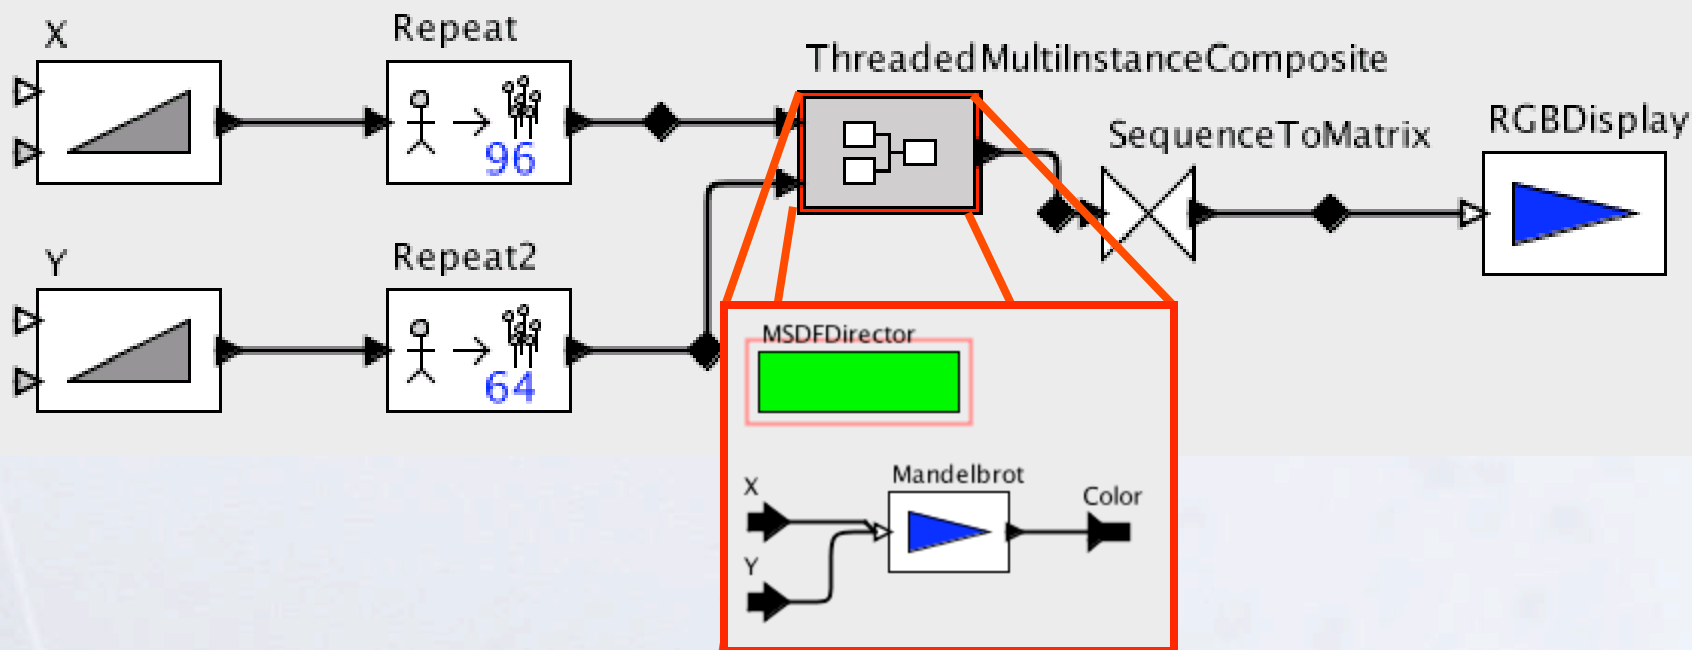 X
Repeat
96
ThreadedMultiInstanceComposite
SequenceToMatrix
RGBDisplay
Y
Repeat2
64
MSDFDirector
X
Mandelbrot
Color
Y